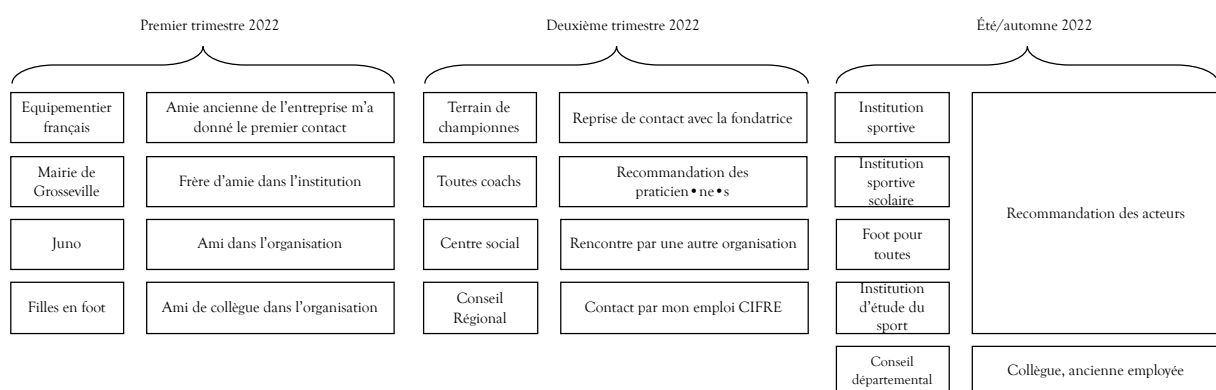 Premier trimestre 2022
Equipementier
français
Amie ancienne de l'entreprise m'a
donné le premier contact
Mairie de
Grosseville
Frère d'amie dans l'institution
Juno
Ami dans l'organisation
Filles en foot
Ami de collègue dans l'organisation
Deuxième trimestre 2022
Terrain de
championnes
Reprise de contact avec la fondatrice
Toutes coachs
Recommandation des
praticien•ne•s
Centre social
Rencontre par une autre organisation
Conseil
Régional
Contact par mon emploi CIFRE
Été/automne 2022
Institution
sportive
Institution
sportive
scolaire
Foot pour
toutes
Institution
d'étude du
sport
Recommandation des acteurs
Conseil
départemental
Collègue, ancienne employée